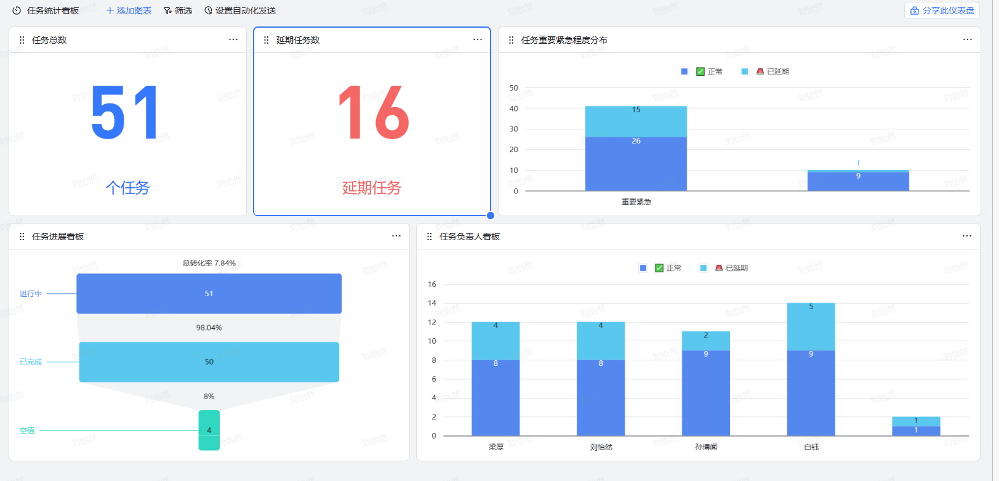 任务统计看板 添加图表 筛选 设置自动化发送 分享此仪表盘
任务总数
51
个任务
延期任务数
16
延期任务
任务重要紧急程度分布
正常 已延期
50
40
30
20
10
0
15
26
1
9
重要紧急
任务进展看板
总转化率 7.84%
进行中 51
98.04%
已完成 50
8%
空值 4
任务负责人看板
正常 已延期
16
14
12
10
8
6
4
2
0
4 4 2 5 1
8 8 9 9 1
梁厚 刘怡然 孙博闻 白钰
刘怡然